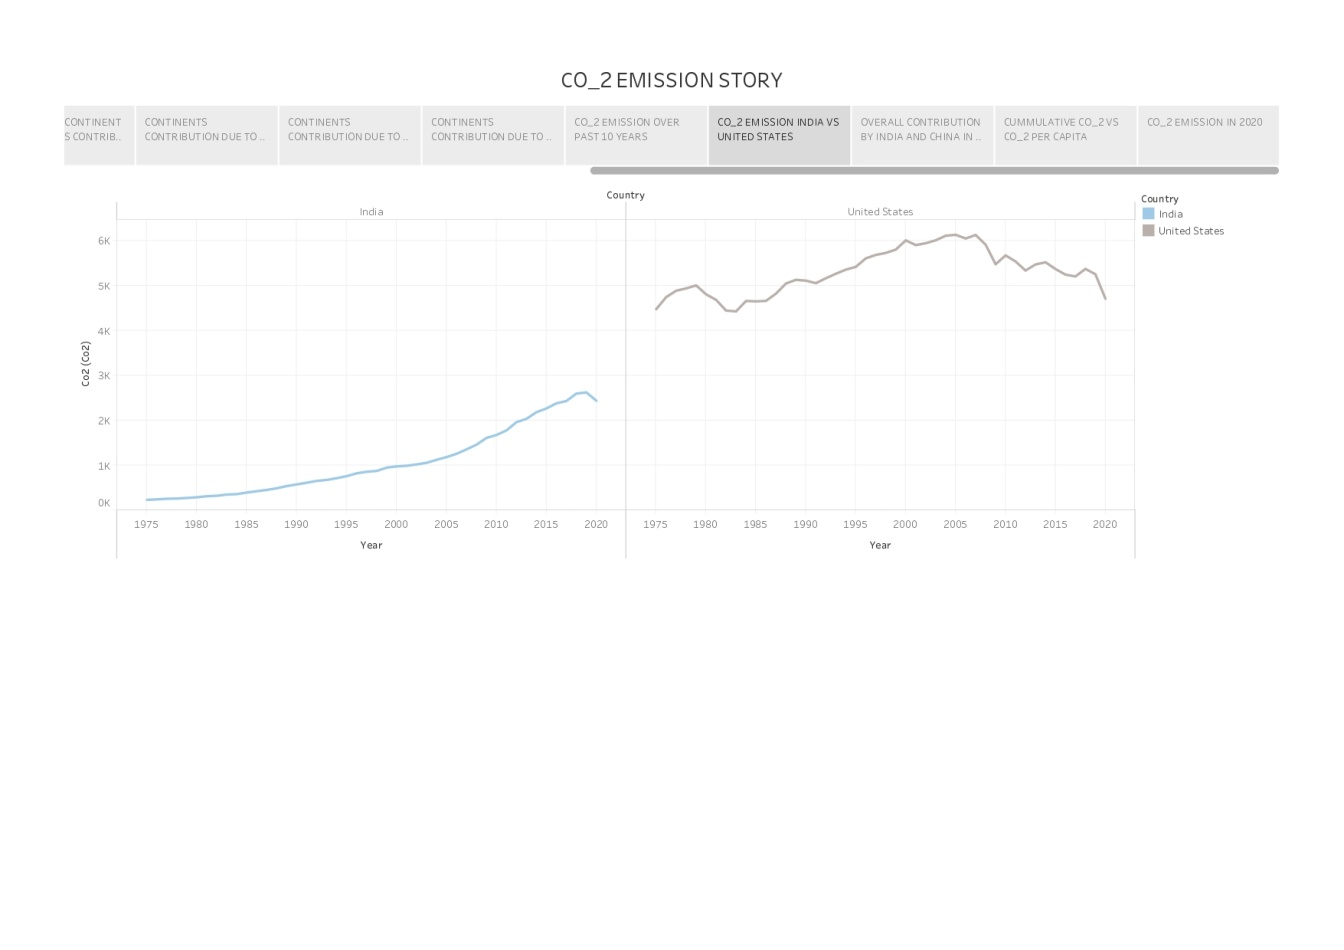 CO_2 EMISSION STORY
CONTINENT
S CONTRIB..
CONTINENTS
CONTRIBUTION DUE TO ..
CONTINENTS
CONTRIBUTION DUE TO ..
CONTINENTS
CONTRIBUTION DUE TO ..
CO_2 EMISSION OVER
PAST 10 YEARS
CO_2 EMISSION INDIA VS
UNITED STATES
OVERALL CONTRIBUTION
BY INDIA AND CHINA IN ..
CUMMULATIVE CO_2 VS
CO_2 PER CAPITA
CO_2 EMISSION IN 2020
Country
India
United States
Country
India
United States
Co2 (Co2)
6K
5K
4K
3K
2K
1K
0K
1975 1980 1985 1990 1995 2000 2005 2010 2015 2020
1975 1980 1985 1990 1995 2000 2005 2010 2015 2020
Year
Year